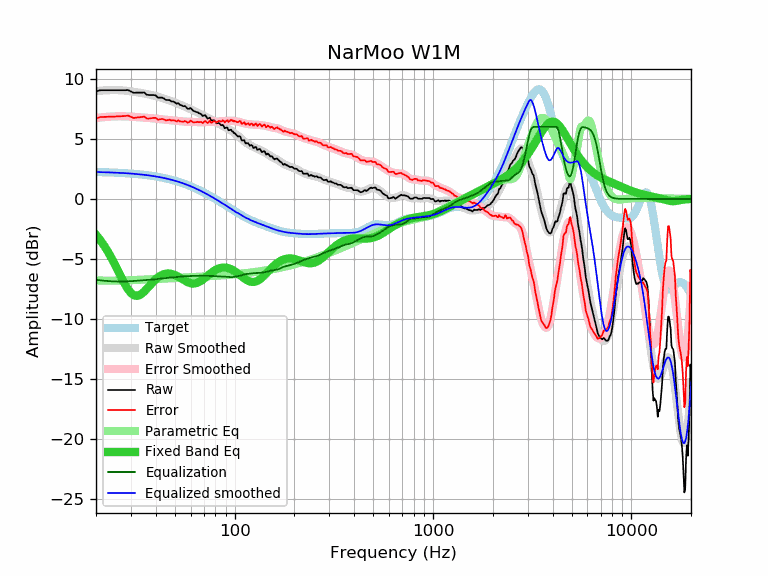 NarMoo W1M
10
5
0
−5
−10
−15
−20
−25
Amplitude (dBr)
Target
Raw Smoothed
Error Smoothed
Raw
Error
Parametric Eq
Fixed Band Eq
Equalization
Equalized smoothed
100
1000
10000
Frequency (Hz)